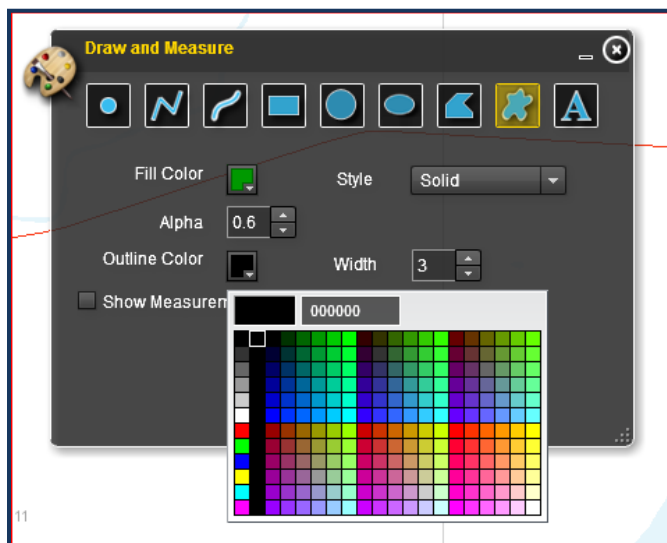 Draw and Measure
A
Fill Color
Style
Solid
Alpha
0.6
Outline Color
Width
3
Show Measurem
000000
11